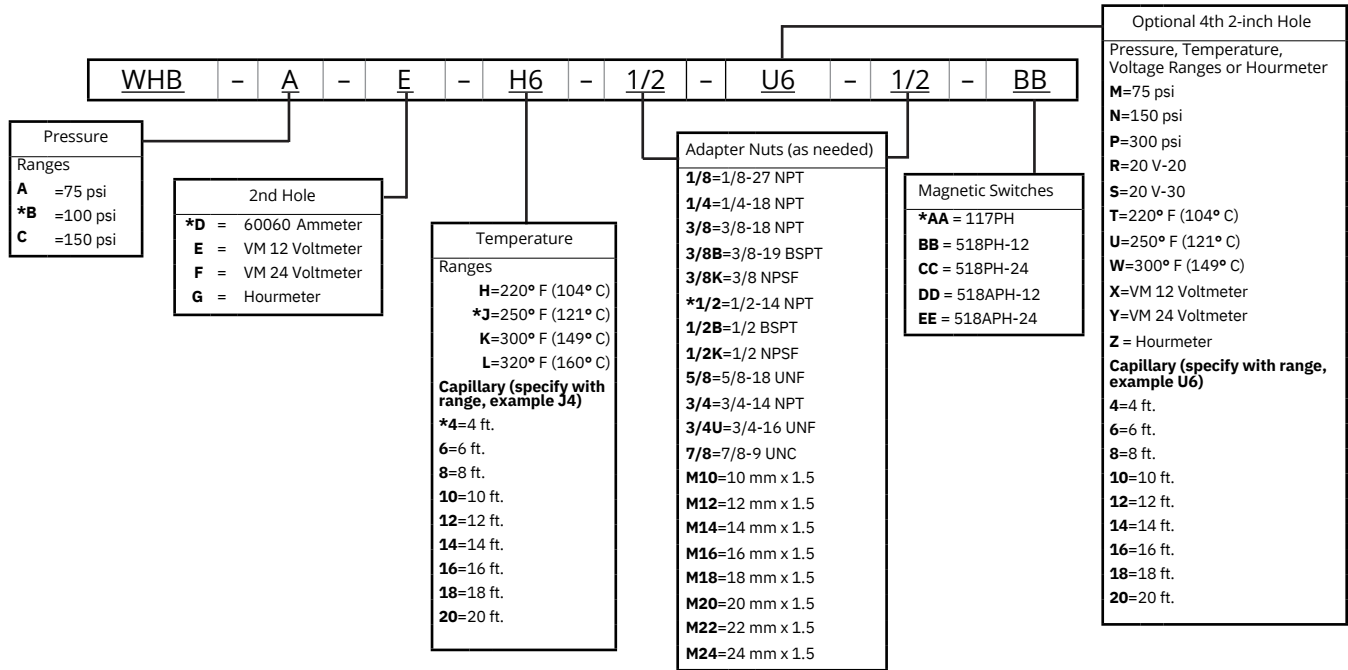 WHB – A – E – H6 – 1/2 – U6 – 1/2 – BB
Pressure
Ranges
A =75 psi
*B =100 psi
C =150 psi
2nd Hole
*D = 60060 Ammeter
E = VM 12 Voltmeter
F = VM 24 Voltmeter
G = Hourmeter
Temperature
Ranges
H=220° F (104° C)
*J=250° F (121° C)
K=300° F (149° C)
L=320° F (160° C)
Capillary (specify with
range, example J4)
*4=4 ft.
6=6 ft.
8=8 ft.
10=10 ft.
12=12 ft.
14=14 ft.
16=16 ft.
18=18 ft.
20=20 ft.
Adapter Nuts (as needed)
1/8=1/8-27 NPT
1/4=1/4-18 NPT
3/8=3/8-18 NPT
3/8B=3/8-19 BSPT
3/8K=3/8 NPSF
*1/2=1/2-14 NPT
1/2B=1/2 BSPT
1/2K=1/2 NPSF
5/8=5/8-18 UNF
3/4=3/4-14 NPT
3/4U=3/4-16 UNF
7/8=7/8-9 UNC
M10=10 mm x 1.5
M12=12 mm x 1.5
M14=14 mm x 1.5
M16=16 mm x 1.5
M18=18 mm x 1.5
M20=20 mm x 1.5
M22=22 mm x 1.5
M24=24 mm x 1.5
Magnetic Switches
*AA = 117PH
BB = 518PH-12
CC = 518PH-24
DD = 518APH-12
EE = 518APH-24
Optional 4th 2-inch Hole
Pressure, Temperature,
Voltage Ranges or Hourmeter
M=75 psi
N=150 psi
P=300 psi
R=20 V-20
S=20 V-30
T=220° F (104° C)
U=250° F (121° C)
W=300° F (149° C)
X=VM 12 Voltmeter
Y=VM 24 Voltmeter
Z = Hourmeter
Capillary (specify with range,
example U6)
4=4 ft.
6=6 ft.
8=8 ft.
10=10 ft.
12=12 ft.
14=14 ft.
16=16 ft.
18=18 ft.
20=20 ft.